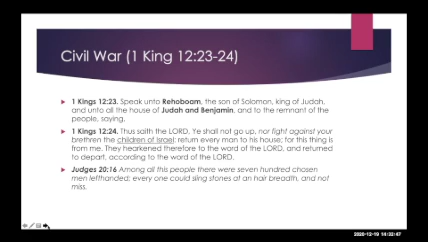 Civil War (1 King 12:23-24)
1 Kings 12:23. Speak unto Rehoboam, the son of Solomon, king of Judah,
and unto all the house of Judah and Benjamin, and to the remnant of the
people, saying,
1 Kings 12:24. Thus saith the LORD, Ye shall not go up, nor fight against your
brethren the children of Israel: return every man to his house; for this thing is
from me. They hearkened therefore to the word of the LORD, and returned
to depart, according to the word of the LORD.
Judges 20:16 Among all this people there were seven hundred chosen
men lefthanded; every one could sling stones at an hair breadth, and not
miss.
2020-12-19 14:33:47